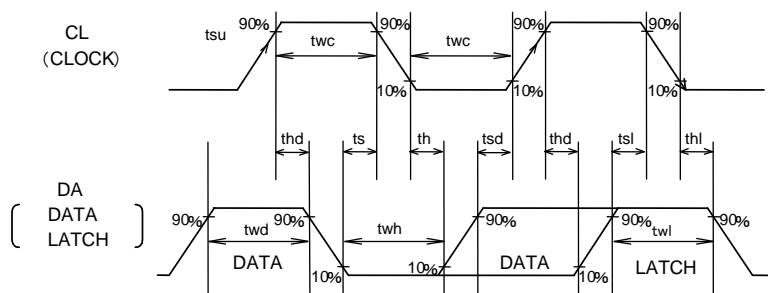 90% 90% 90% 90%
CL tsu twc twc
(CLOCK)
10% 10% 10%
thd ts th tsd thd tsl thl
DA
DATA 90% 90% 90% 90% 90%
LATCH twd twh twl
10% 10% 10%
DATA DATA LATCH